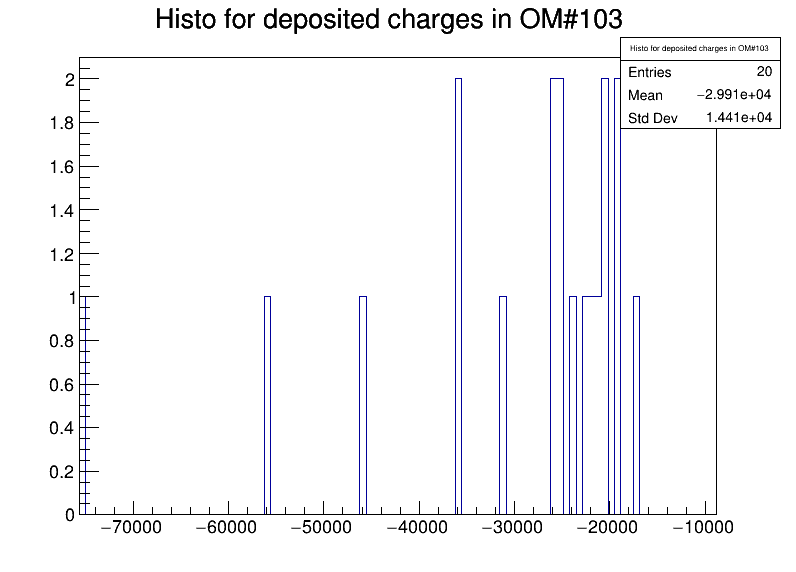 Histo for deposited charges in OM#103
Histo for deposited charges in OM#103
Entries 20
Mean −2.991e+04
Std Dev 1.441e+04
2
1.8
1.6
1.4
1.2
1
0.8
0.6
0.4
0.2
0
−70000 −60000 −50000 −40000 −30000 −20000 −10000